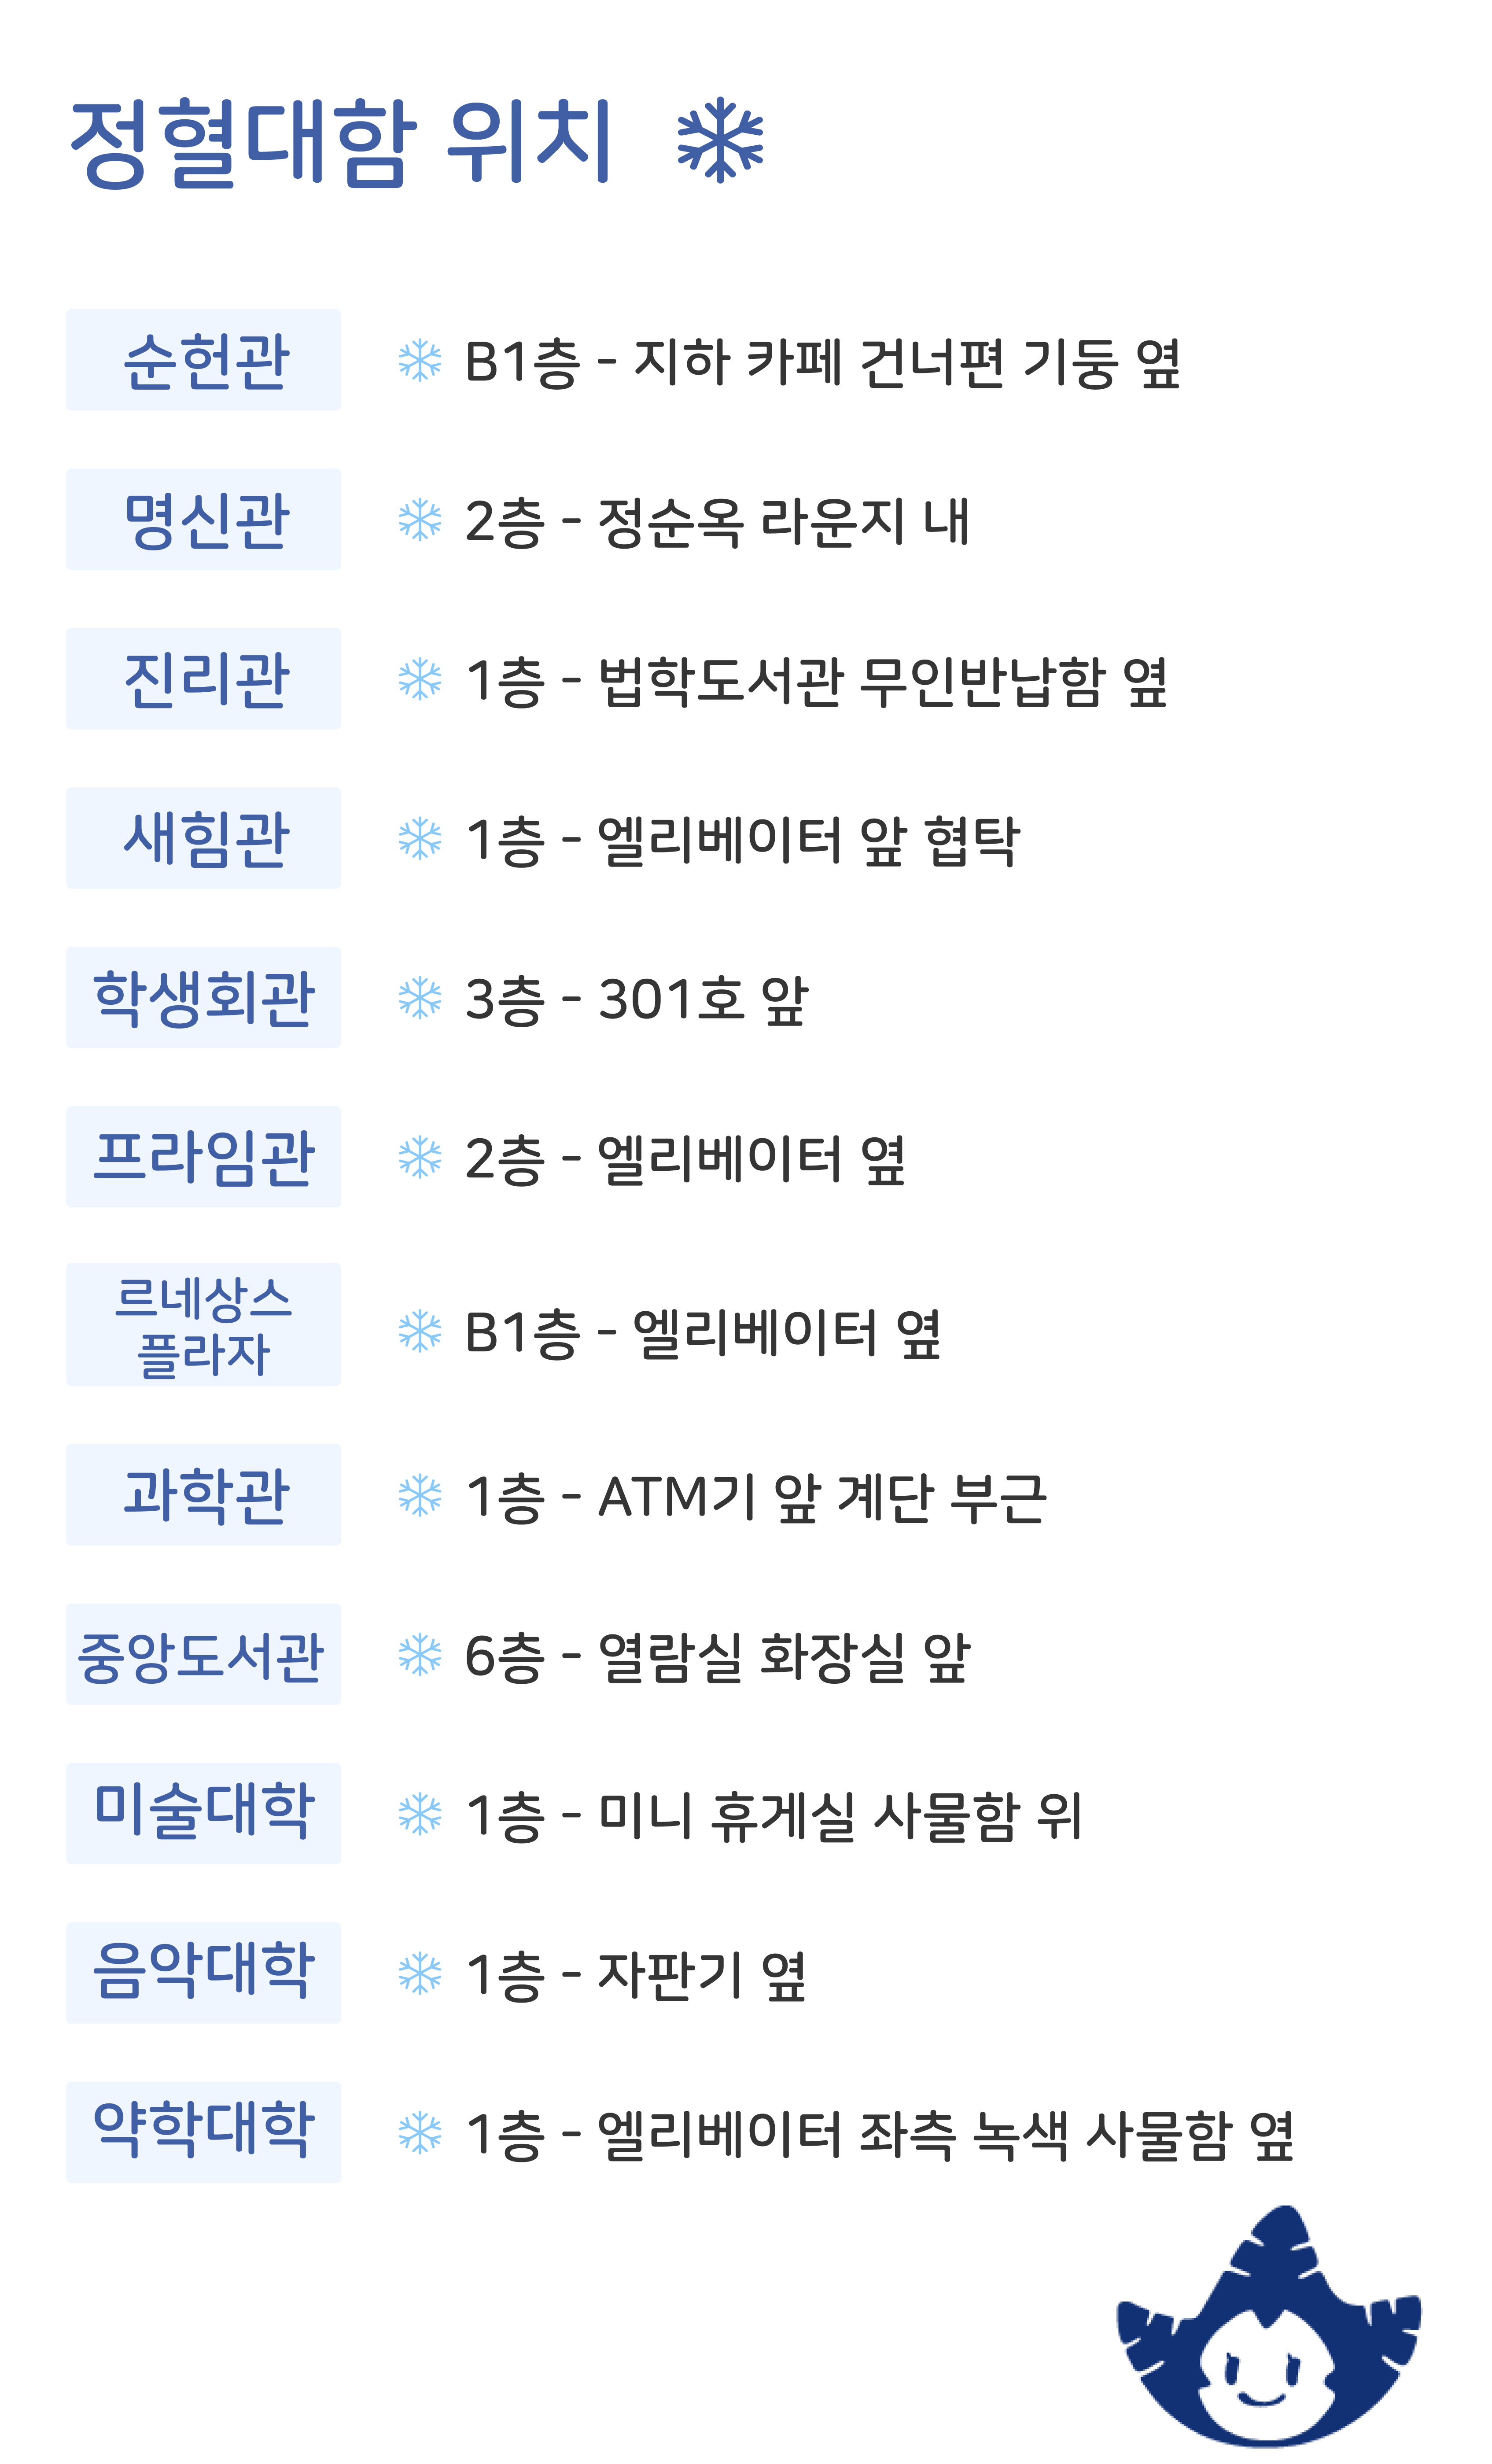 정혈대함 위치
순헌관
B1층 - 지하 카페 건너편 기둥 옆
명신관
2층 - 정순옥 라운지 내
진리관
1층 - 법학도서관 무인반납함 옆
새힘관
1층 - 엘리베이터 앞 협탁
학생회관
3층 - 301호 앞
프라임관
2층 - 엘리베이터 옆
르네상스
플라자
B1층 - 엘리베이터 옆
과학관
1층 - ATM기 앞 계단 부근
중앙도서관
6층 - 열람실 화장실 앞
미술대학
1층 - 미니 휴게실 사물함 위
음악대학
1층 - 자판기 옆
약학대학
1층 - 엘리베이터 좌측 녹색 사물함 옆